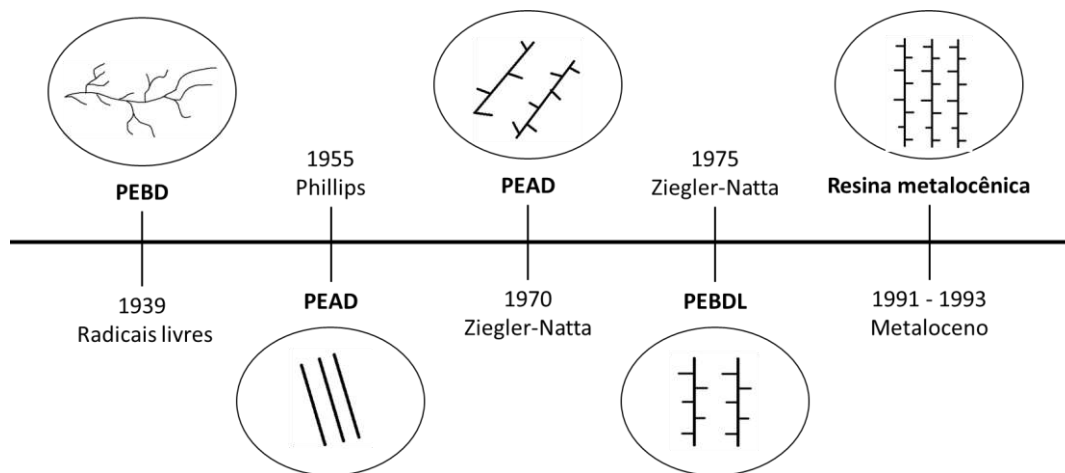 PEBD
1939
Radicais livres
1955
Phillips
PEAD
PEAD
1970
Ziegler-Natta
1975
Ziegler-Natta
PEBDL
Resina metalocênica
1991 - 1993
Metaloceno